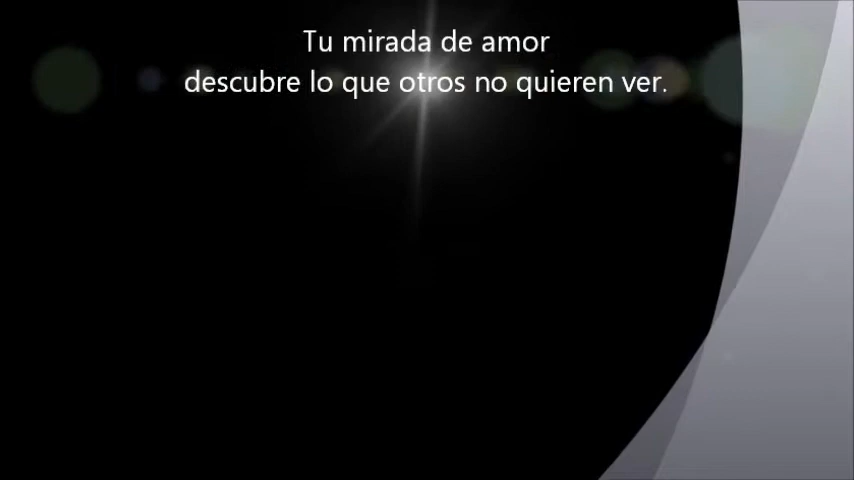 Tu mirada de amor
descubre lo que otros no quieren ver.